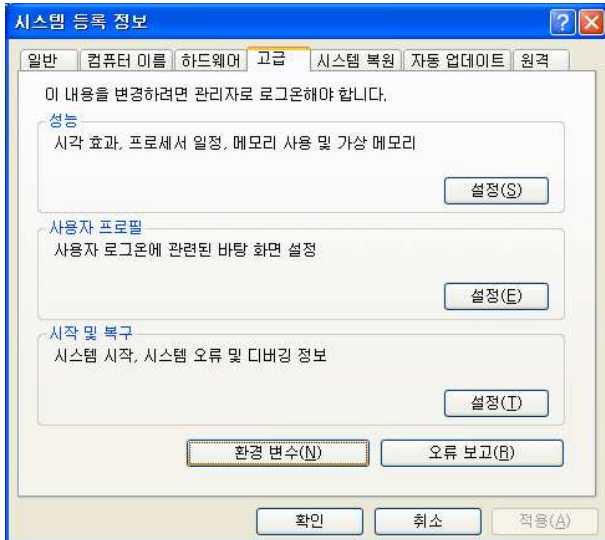 시스템 등록 정보
일반 컴퓨터 이름 하드웨어 고급 시스템 복원 자동 업데이트 원격
이 내용을 변경하려면 관리자로 로그온해야 합니다.
성능
시각 효과, 프로세서 일정, 메모리 사용 및 가상 메모리
설정(S)
사용자 프로필
사용자 로그온에 관련된 바탕 화면 설정
설정(E)
시작 및 복구
시스템 시작, 시스템 오류 및 디버깅 정보
설정(T)
환경 변수(N) 오류 보고(R)
확인 취소 적용(A)